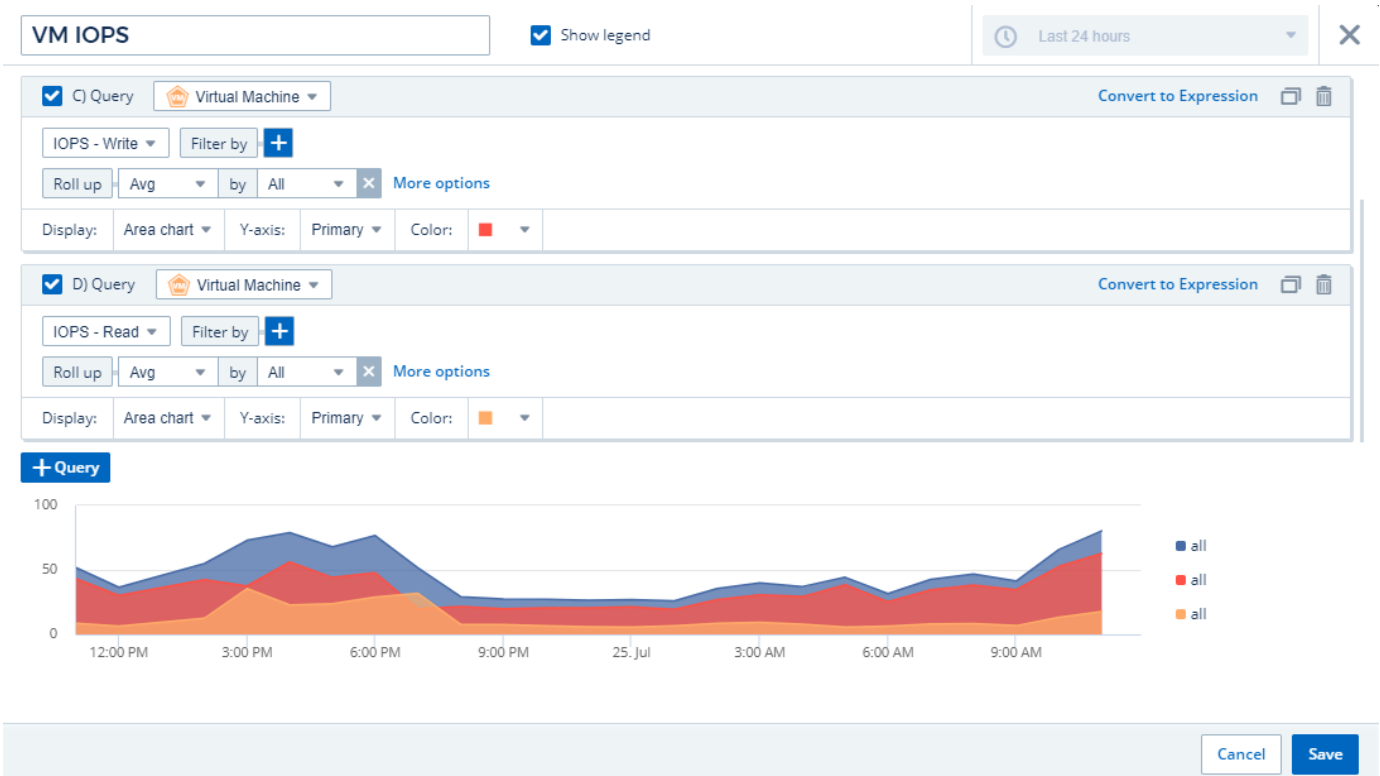 VM IOPS
Show legend
Last 24 hours
C) Query
VM
Virtual Machine
Convert to Expression
IOPS - Write
Filter by
+
Roll up
Avg
by
All
More options
Display:
Area chart
Y-axis:
Primary
Color:
D) Query
VM
Virtual Machine
Convert to Expression
IOPS - Read
Filter by
+
Roll up
Avg
by
All
More options
Display:
Area chart
Y-axis:
Primary
Color:
+ Query
100
50
0
12:00 PM
3:00 PM
6:00 PM
9:00 PM
25. Jul
3:00 AM
6:00 AM
9:00 AM
all
all
all
Cancel
Save